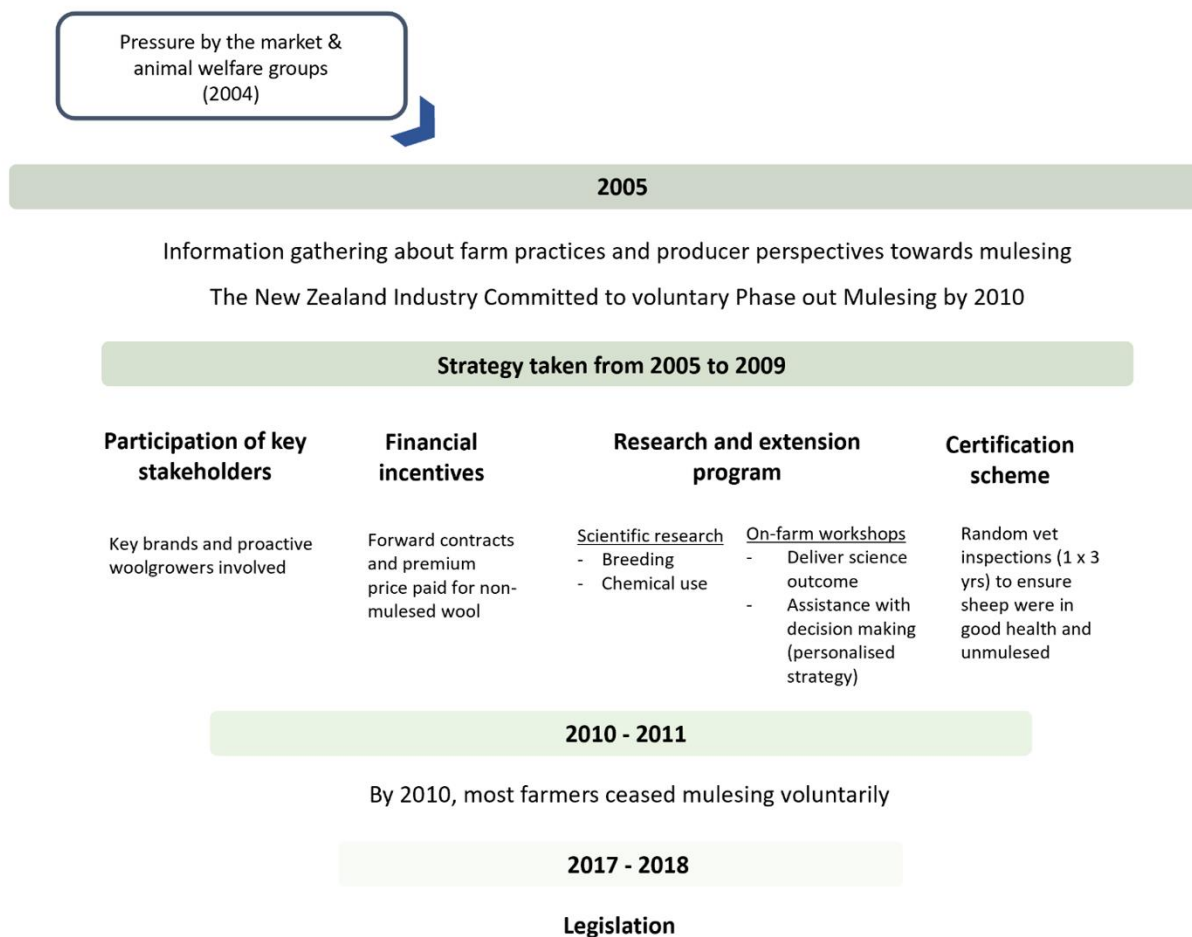 Pressure by the market &
animal welfare groups
(2004)
2005
Information gathering about farm practices and producer perspectives towards mulesing
The New Zealand Industry Committed to voluntary Phase out Mulesing by 2010
Strategy taken from 2005 to 2009
Participation of key
stakeholders
Key brands and proactive
woolgrowers involved
Financial
incentives
Forward contracts
and premium
price paid for non-
mulesed wool
Research and extension
program
Scientific research
- Breeding
- Chemical use
On-farm workshops
- Deliver science
outcome
- Assistance with
decision making
(personalised
strategy)
Certification
scheme
Random vet
inspections (1 x 3
yrs) to ensure
sheep were in
good health and
unmulesed
2010 - 2011
By 2010, most farmers ceased mulesing voluntarily
2017 - 2018
Legislation